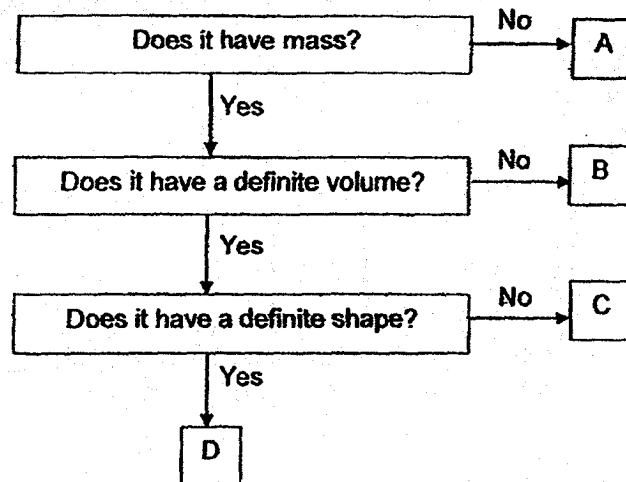 Does it have mass?
No
A
Yes
Does it have a definite volume?
No
B
Yes
Does it have a definite shape?
No
C
Yes
D